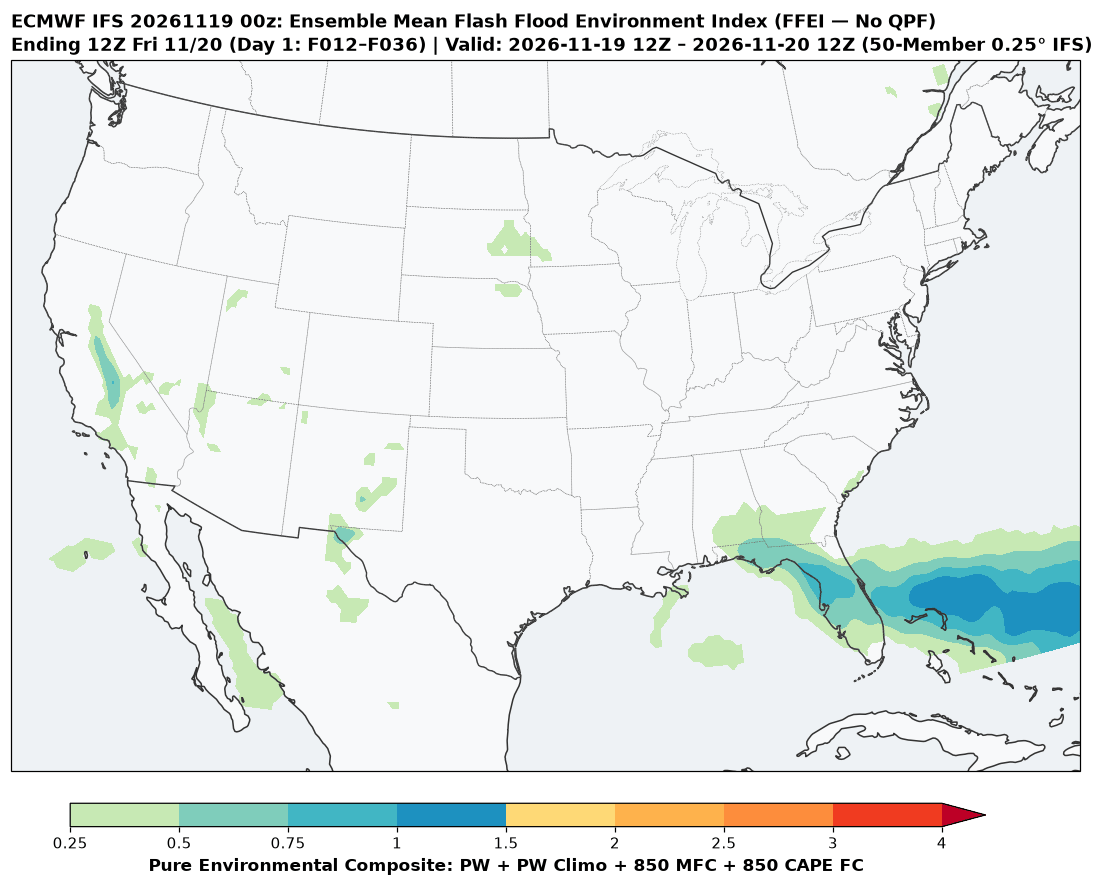 ECMWF IFS 20261119 00z: Ensemble Mean Flash Flood Environment Index (FFEI — No QPF)
Ending 12Z Fri 11/20 (Day 1: F012–F036) | Valid: 2026-11-19 12Z – 2026-11-20 12Z (50-Member 0.25° IFS)
0.25 0.5 0.75 1 1.5 2 2.5 3 4
Pure Environmental Composite: PW + PW Climo + 850 MFC + 850 CAPE FC